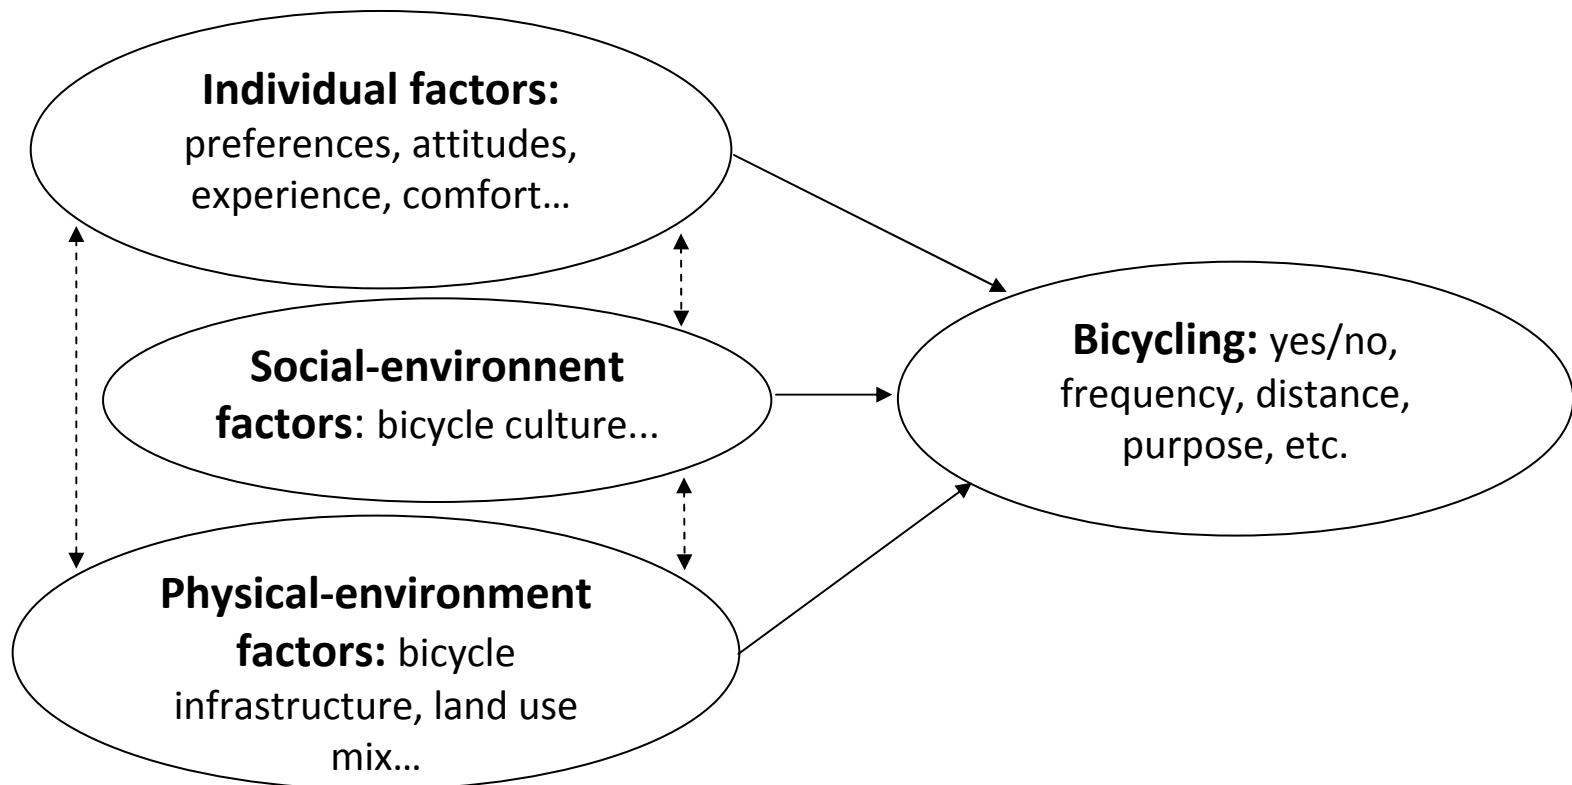 Individual factors:
preferences, attitudes,
experience, comfort…
Social-environnent
factors: bicycle culture...
Physical-environment
factors: bicycle
infrastructure, land use
mix…
Bicycling: yes/no,
frequency, distance,
purpose, etc.